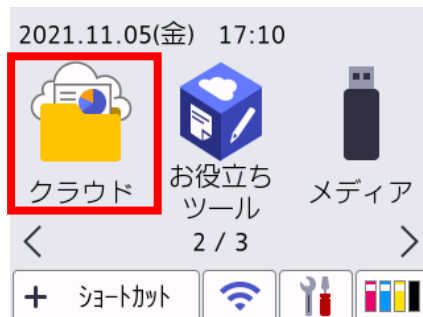 2021.11.05(金) 17:10
クラウド
お役立ち
ツール
メディア
2 / 3
ショートカット